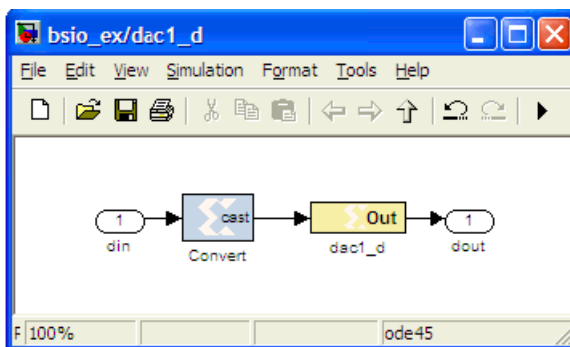 bsio_ex/dac1_d
File Edit View Simulation Format Tools Help
1 cast Out 1
din Convert dac1_d dout
F 100% ode45